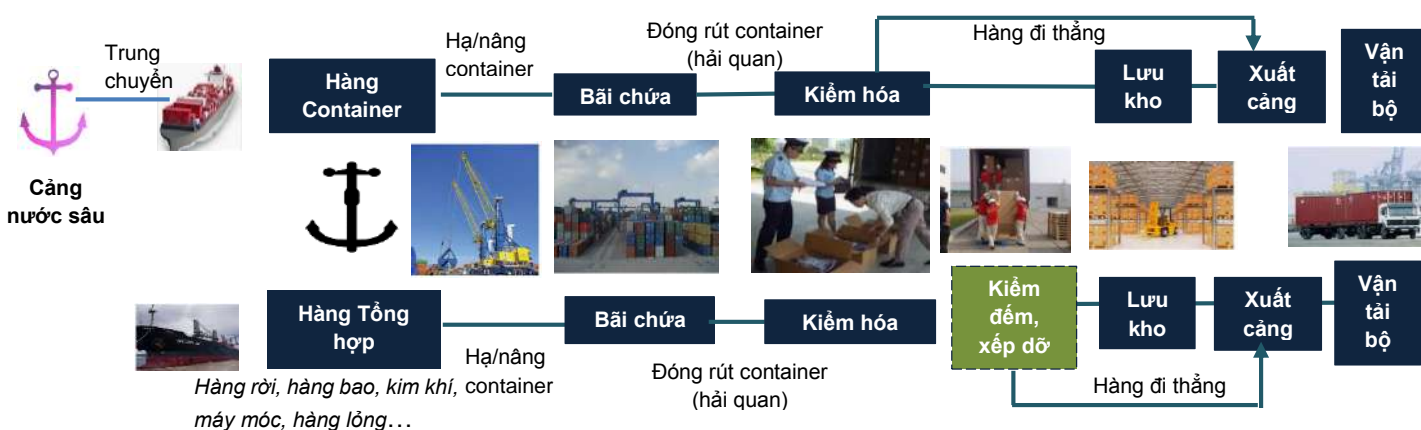 Trung
chuyển
Cảng
nước sâu
Hàng
Container
Hạ/nâng
container
Bãi chứa
Đóng rút container
(hải quan)
Kiểm hóa
Hàng đi thẳng
Lưu
kho
Xuất
cảng
Vận
tải
bộ
Hàng Tổng
hợp
Hàng rời, hàng bao, kim khí,
máy móc, hàng lỏng…
Hạ/nâng
container
Bãi chứa
Đóng rút container
(hải quan)
Kiểm hóa
Kiểm
đếm,
xếp dỡ
Hàng đi thẳng
Lưu
kho
Xuất
cảng
Vận
tải
bộ